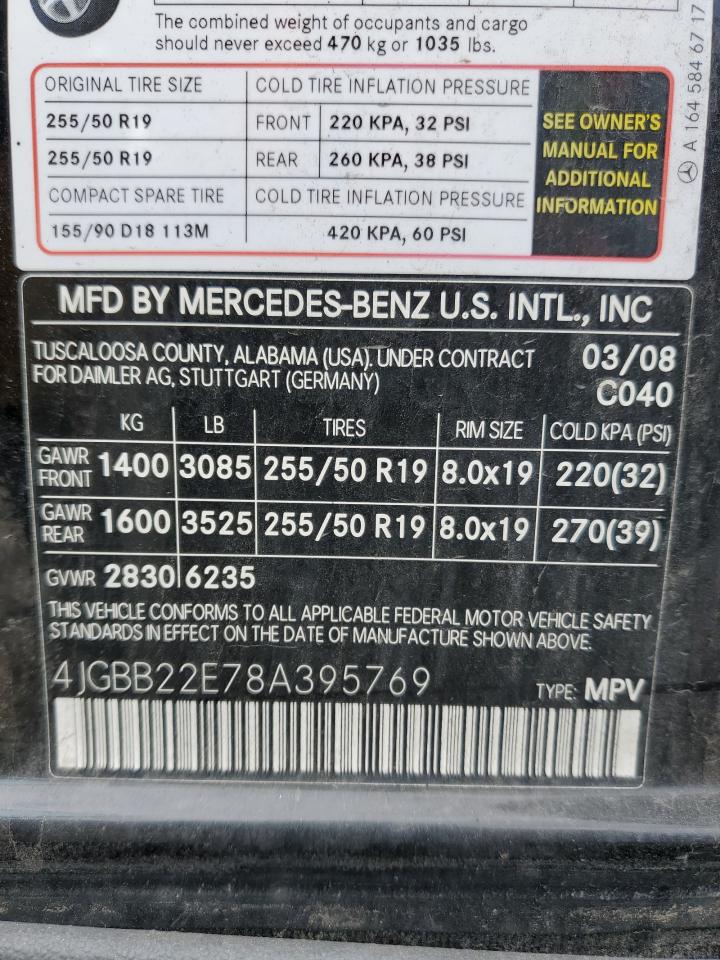 The combined weight of occupants and cargo
should never exceed 470 kg or 1035 lbs.
ORIGINAL TIRE SIZE COLD TIRE INFLATION PRESSURE
255/50 R19 FRONT 220 KPA, 32 PSI
255/50 R19 REAR 260 KPA, 38 PSI
COMPACT SPARE TIRE COLD TIRE INFLATION PRESSURE
155/90 D18 113M 420 KPA, 60 PSI
SEE OWNER'S
MANUAL FOR
ADDITIONAL
INFORMATION
A 164 584 67 17
MFD BY MERCEDES-BENZ U.S. INTL., INC
TUSCALOOSA COUNTY, ALABAMA (USA). UNDER CONTRACT 03/08
FOR DAIMLER AG, STUTTGART (GERMANY) C040
KG LB TIRES RIM SIZE COLD KPA (PSI)
GAWR FRONT 1400 3085 255/50 R19 8.0x19 220(32)
GAWR REAR 1600 3525 255/50 R19 8.0x19 270(39)
GVWR 2830 6235
THIS VEHICLE CONFORMS TO ALL APPLICABLE FEDERAL MOTOR VEHICLE SAFETY
STANDARDS IN EFFECT ON THE DATE OF MANUFACTURE SHOWN ABOVE.
4JGBB22E78A395769 TYPE: MPV